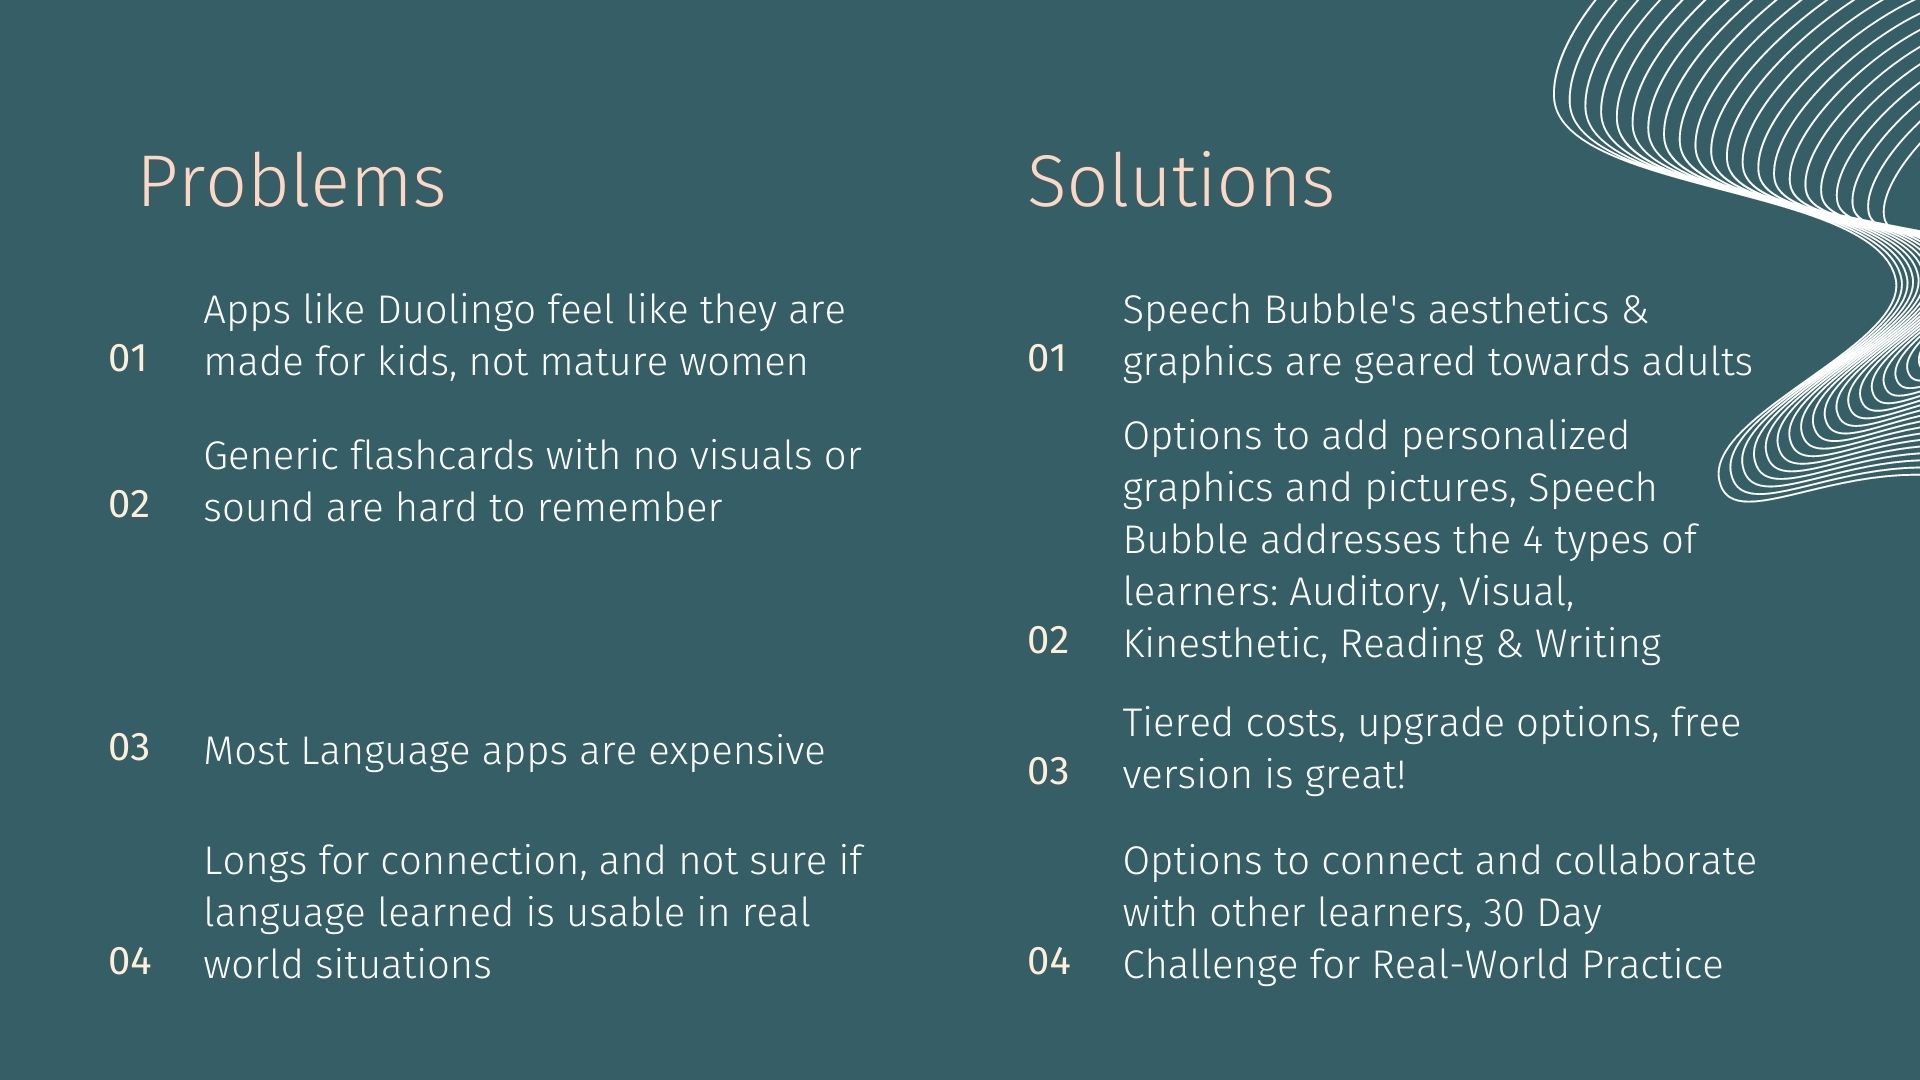 Problems
01
Apps like Duolingo feel like they are
made for kids, not mature women
02
Generic flashcards with no visuals or
sound are hard to remember
03
Most Language apps are expensive
04
Longs for connection, and not sure if
language learned is usable in real
world situations
Solutions
01
Speech Bubble's aesthetics &
graphics are geared towards adults
02
Options to add personalized
graphics and pictures, Speech
Bubble addresses the 4 types of
learners: Auditory, Visual,
Kinesthetic, Reading & Writing
03
Tiered costs, upgrade options, free
version is great!
04
Options to connect and collaborate
with other learners, 30 Day
Challenge for Real-World Practice